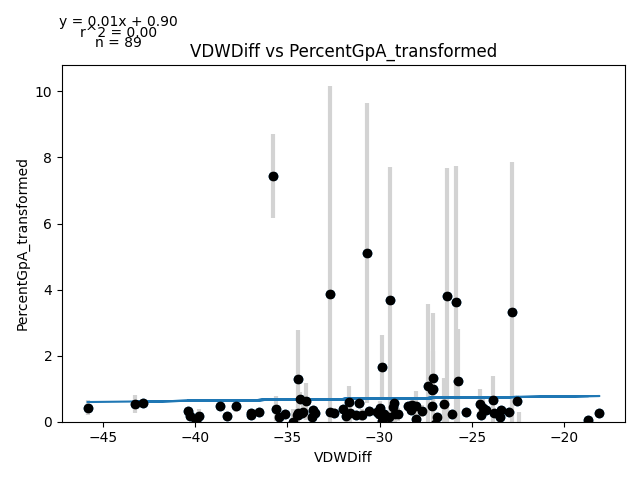 y = 0.01x + 0.90
r^2 = 0.00
n = 89
VDWDiff vs PercentGpA_transformed
PercentGpA_transformed
10
8
6
4
2
0
−45
−40
−35
−30
−25
−20
VDWDiff